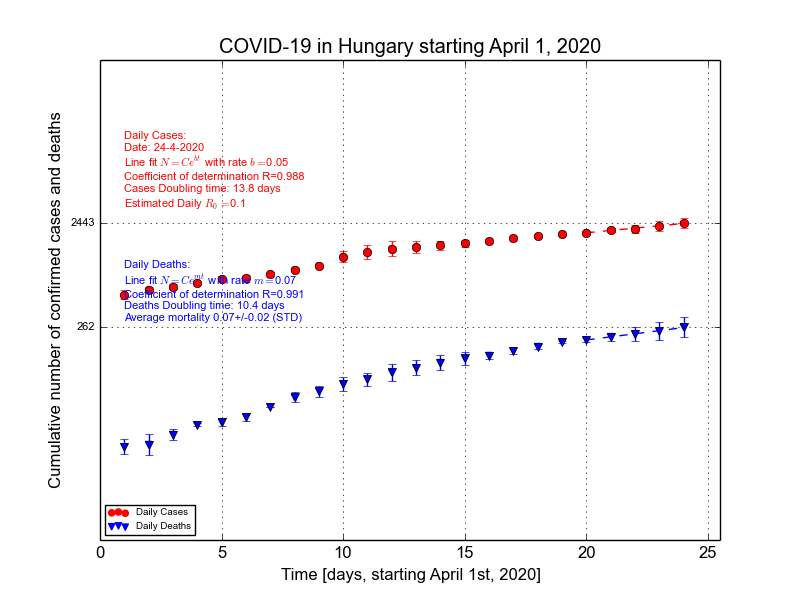 COVID-19 in Hungary starting April 1, 2020
Cumulative number of confirmed cases and deaths
Daily Cases:
Date: 24-4-2020
Line fit N = Ce^{bt} with rate b =0.05
Coefficient of determination R=0.988
Cases Doubling time: 13.8 days
Estimated Daily R_0 =0.1
2443
Daily Deaths:
Line fit N = Ce^{mt} with rate m =0.07
Coefficient of determination R=0.991
Deaths Doubling time: 10.4 days
Average mortality 0.07+/-0.02 (STD)
262
Daily Cases
Daily Deaths
0 5 10 15 20 25
Time [days, starting April 1st, 2020]